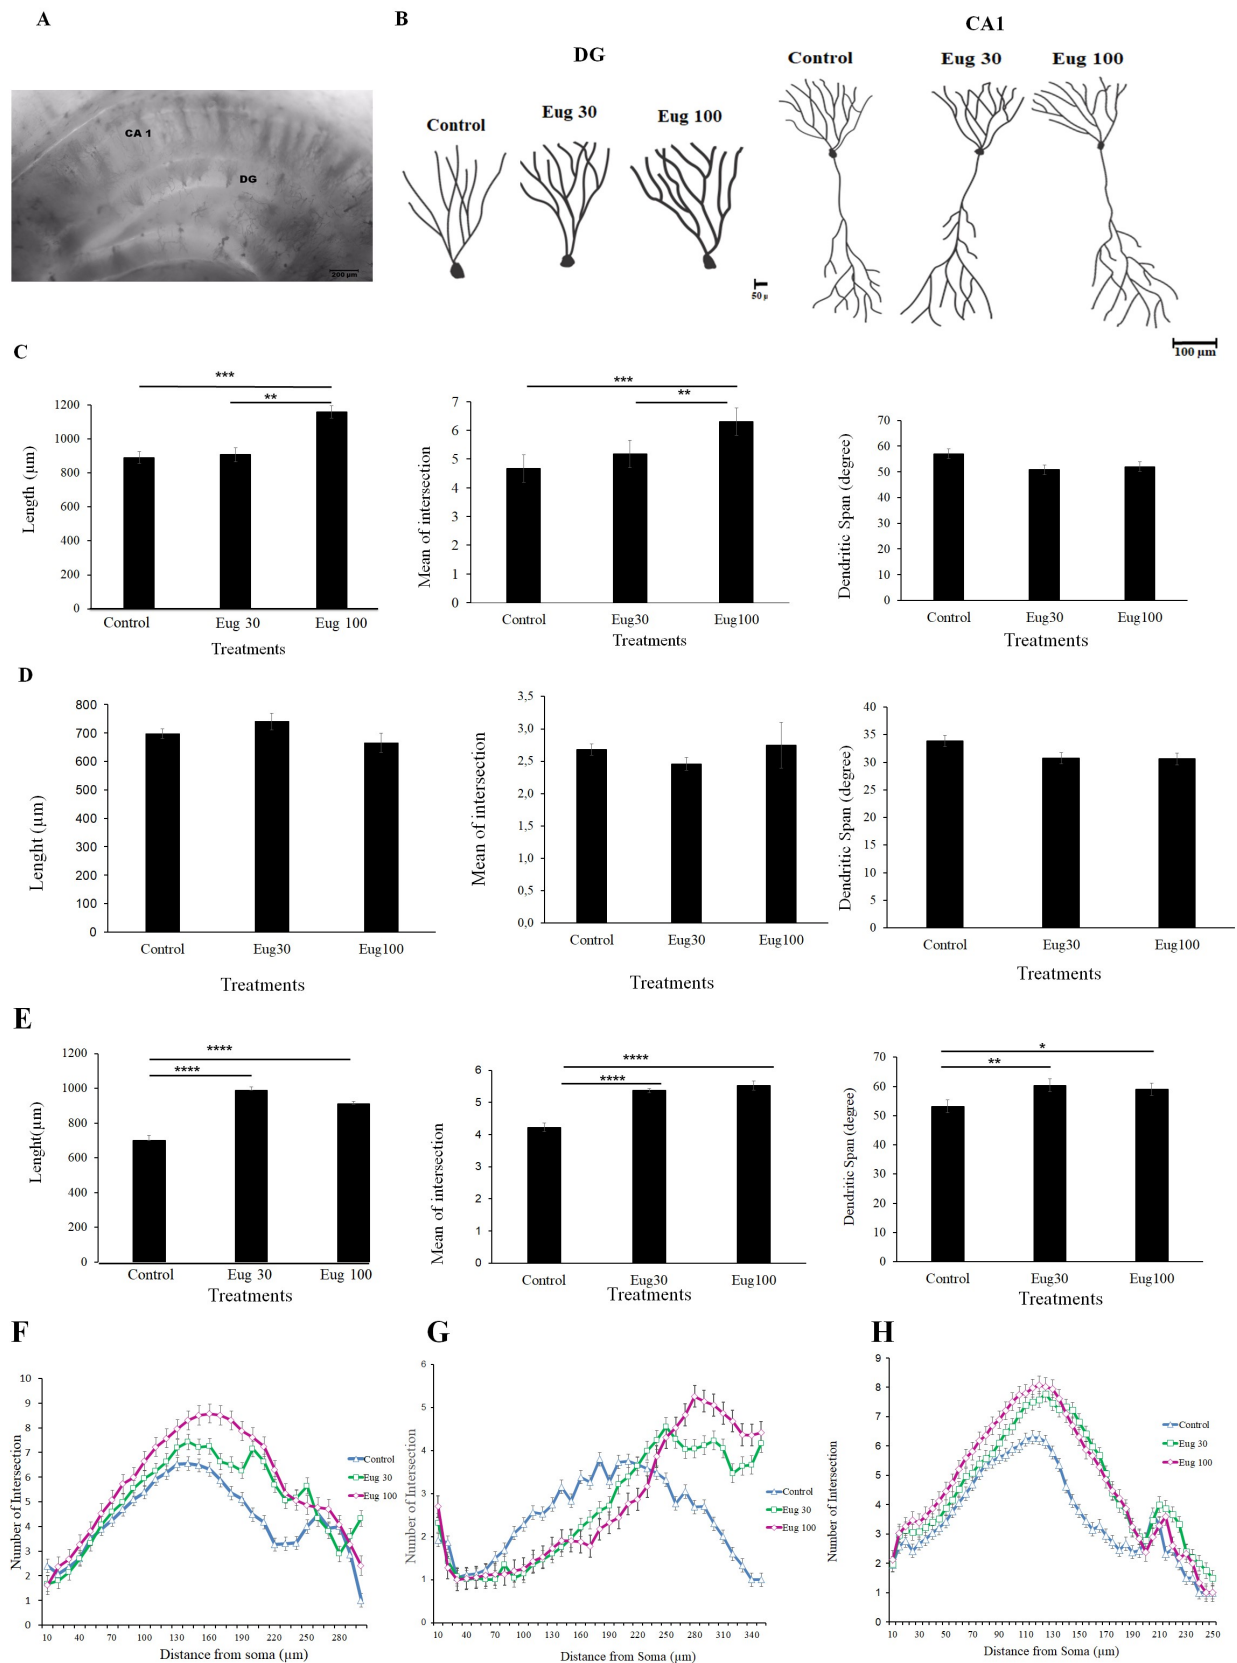 A
B
CA 1
DG
200 µm
DG
Control
Eug 30
Eug 100
50 µ
CA1
Control
Eug 30
Eug 100
100 µm
C
***
**
1200
1000
800
600
400
200
0
Length (µm)
Control
Eug 30
Eug 100
Treatments
***
**
7
6
5
4
3
2
1
0
Mean of intersection
Control
Eug30
Eug100
Treatments
70
60
50
40
30
20
10
0
Dendritic Span (degree)
Control
Eug30
Eug100
Treatments
D
800
700
600
500
400
300
200
100
0
Lenght (µm)
Control
Eug30
Eug100
Treatments
3,5
3,0
2,5
2,0
1,5
1,0
0,5
0,0
Mean of intersection
Control
Eug30
Eug100
Treatments
40
35
30
25
20
15
10
5
0
Dendritic Span (degree)
Control
Eug30
Eug100
Treatments
E
****
****
1200
1000
800
600
400
200
0
Lenght(µm)
Control
Eug 30
Eug 100
Treatments
****
****
6
5
4
3
2
1
0
Mean of intersection
Control
Eug30
Eug100
Treatments
*
**
70
60
50
40
30
20
10
0
Dendritic Span (degree)
Control
Eug30
Eug100
Treatments
F
10
9
8
7
6
5
4
3
2
1
0
Number of Intersection
Control
Eug 30
Eug 100
10 40 70 100 130 160 190 220 250 280
Distance from soma (µm)
G
6
5
4
3
2
1
0
Number of Intersection
Control
Eug 30
Eug 100
10 40 70 100 130 160 190 220 250 280 310 340
Distance from Soma (µm)
H
9
8
7
6
5
4
3
2
1
0
Number of Intersection
Control
Eug 30
Eug 100
10 30 50 70 90 110 130 150 170 190 210 230 250
Distance from Soma (µm)